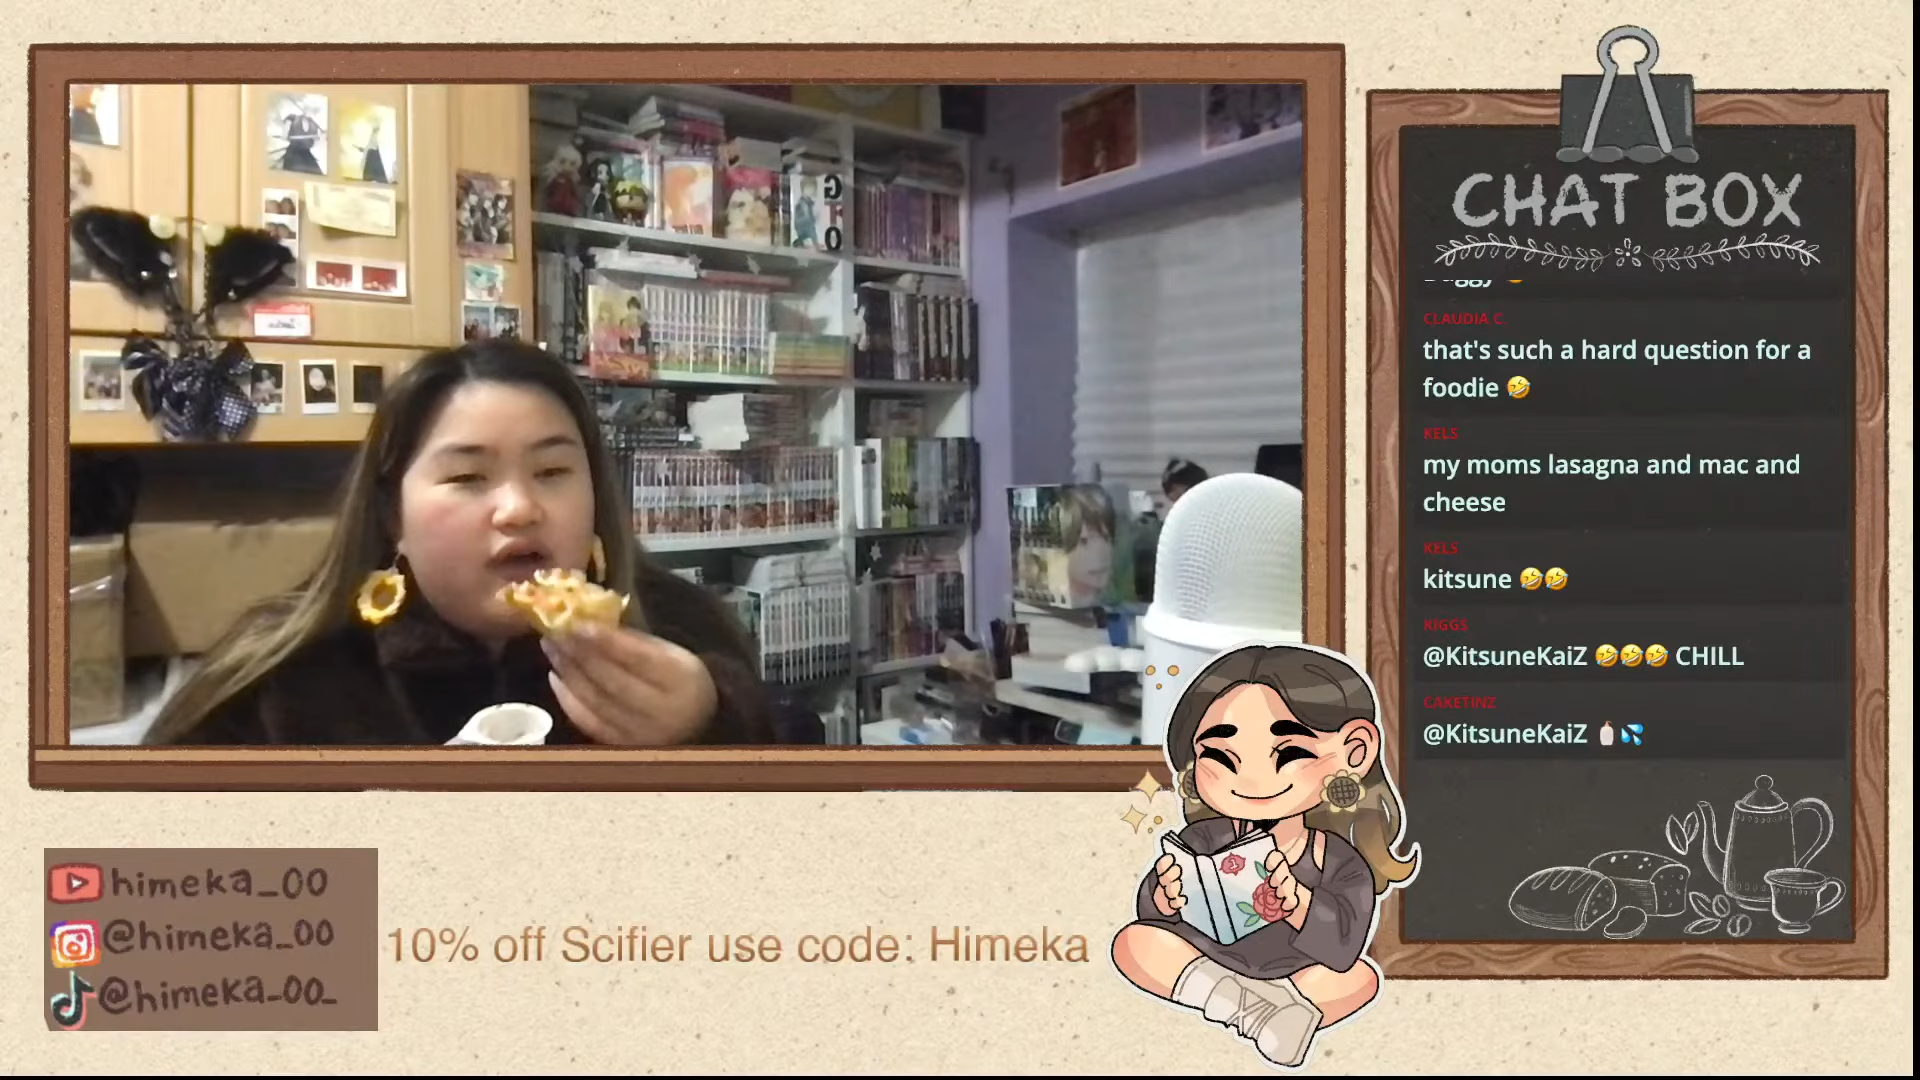 CHAT BOX
CLAUDIA C.
that's such a hard question for a
foodie 🤣
KELS
my moms lasagna and mac and
cheese
KELS
kitsune 🤣🤣
KIGGS
@KitsuneKaiZ 🤣🤣🤣 CHILL
CAKETINZ
@KitsuneKaiZ 🧴💦
GTO
himeka_00
@himeka_00
@himeka_00_
10% off Scifier use code: Himeka